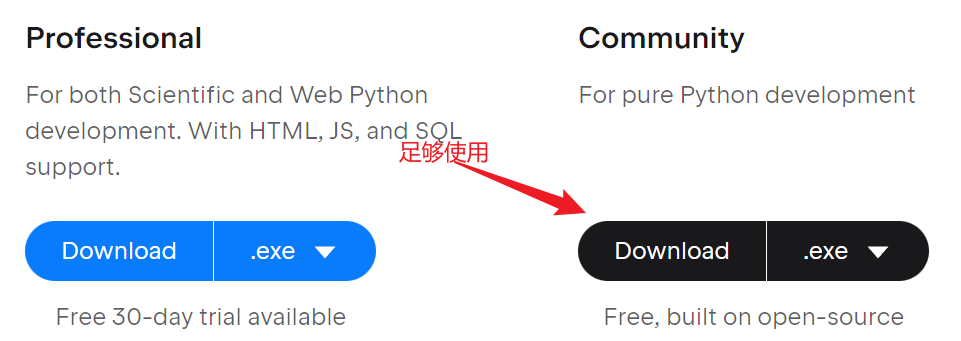 Professional
For both Scientific and Web Python
development. With HTML, JS, and SQL
support.
Download
.exe
Free 30-day trial available
足够使用
Community
For pure Python development
Download
.exe
Free, built on open-source